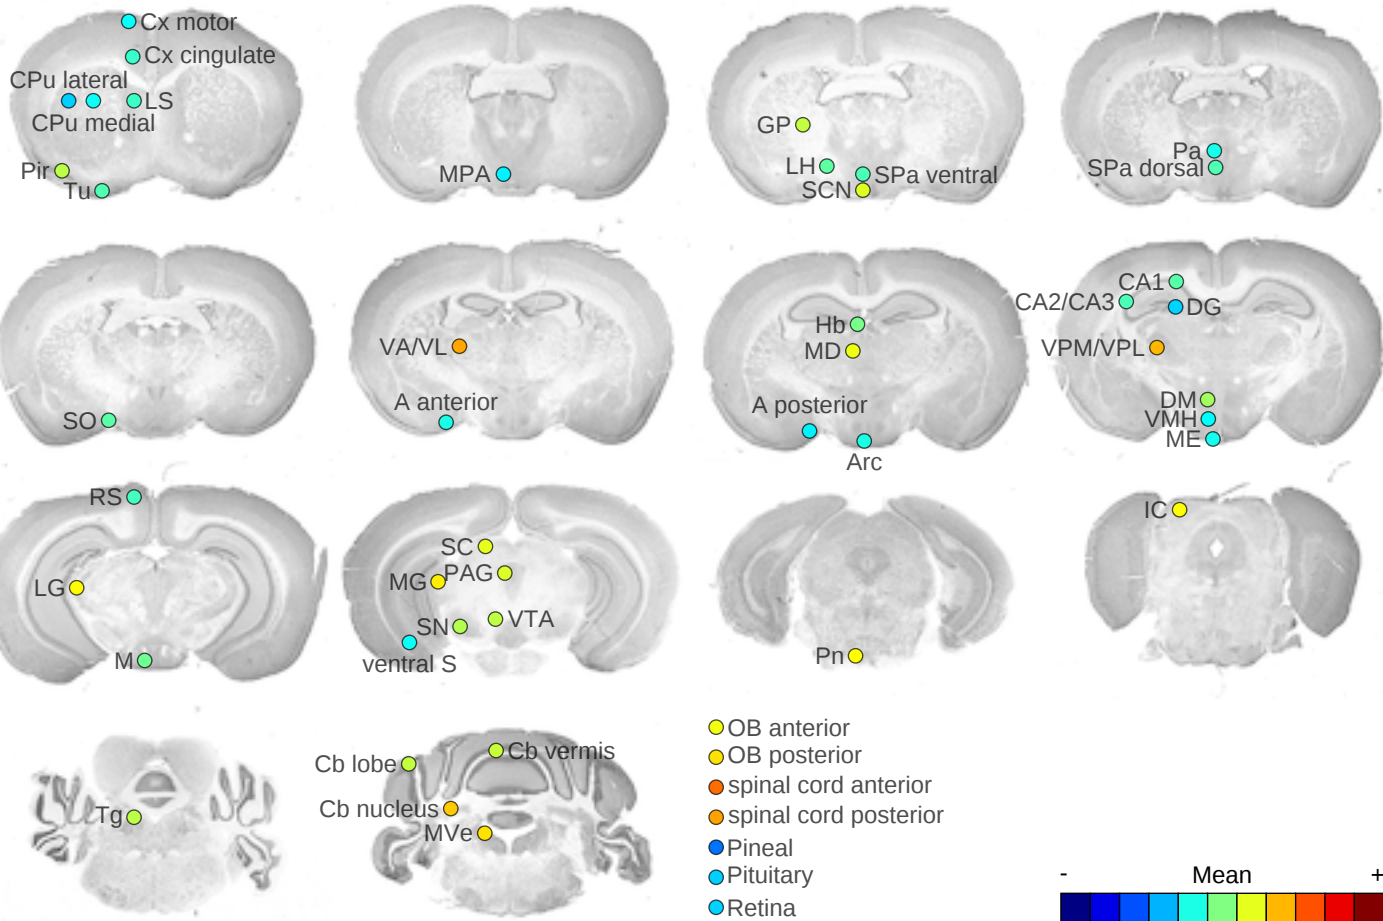 Cx motor
Cx cingulate
CPu lateral
LS
CPu medial
Pir
Tu
MPA
GP
LH
SPa ventral
SCN
Pa
SPa dorsal
SO
VA/VL
A anterior
Hb
MD
A posterior
Arc
CA1
CA2/CA3
DG
VPM/VPL
DM
VMH
ME
RS
LG
M
SC
MG
PAG
SN
VTA
ventral S
Pn
IC
Tg
Cb lobe
Cb vermis
Cb nucleus
MVe
OB anterior
OB posterior
spinal cord anterior
spinal cord posterior
Pineal
Pituitary
Retina
- Mean +